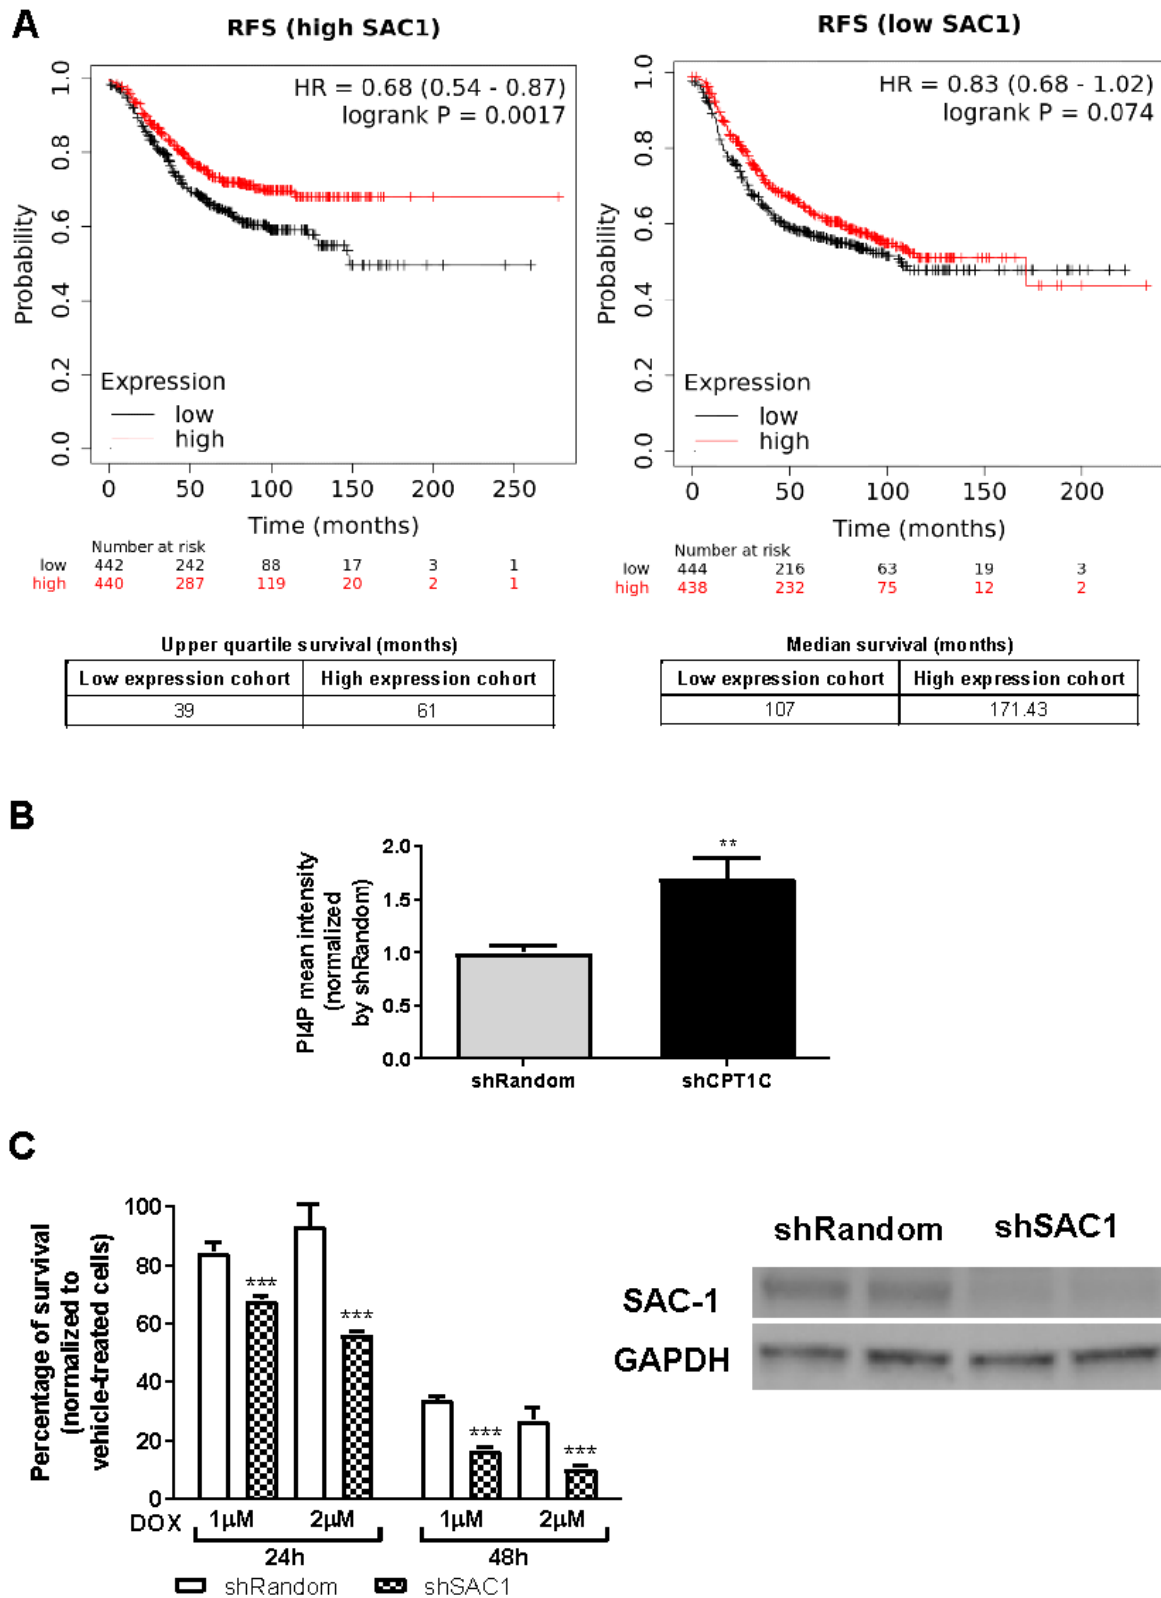 A
RFS (high SAC1)
HR = 0.68 (0.54 - 0.87)
logrank P = 0.0017
Probability
1.0
0.8
0.6
0.4
0.2
0.0
Expression
low
high
0 50 100 150 200 250
Time (months)
Number at risk
low 442 242 88 17 3 1
high 440 287 119 20 2 1
Upper quartile survival (months)
Low expression cohort High expression cohort
39 61
RFS (low SAC1)
HR = 0.83 (0.68 - 1.02)
logrank P = 0.074
Probability
1.0
0.8
0.6
0.4
0.2
0.0
Expression
low
high
0 50 100 150 200
Time (months)
Number at risk
low 444 216 63 19 3
high 438 232 75 12 2
Median survival (months)
Low expression cohort High expression cohort
107 171.43
B
PI4P mean intensity
(normalized
by shRandom)
2.0
1.5
1.0
0.5
0.0
**
shRandom shCPT1C
C
Percentage of survival
(normalized to
vehicle-treated cells)
100
80
60
40
20
0
*** *** *** ***
DOX 1μM 2μM 1μM 2μM
24h 48h
shRandom shSAC1
shRandom shSAC1
SAC-1
GAPDH